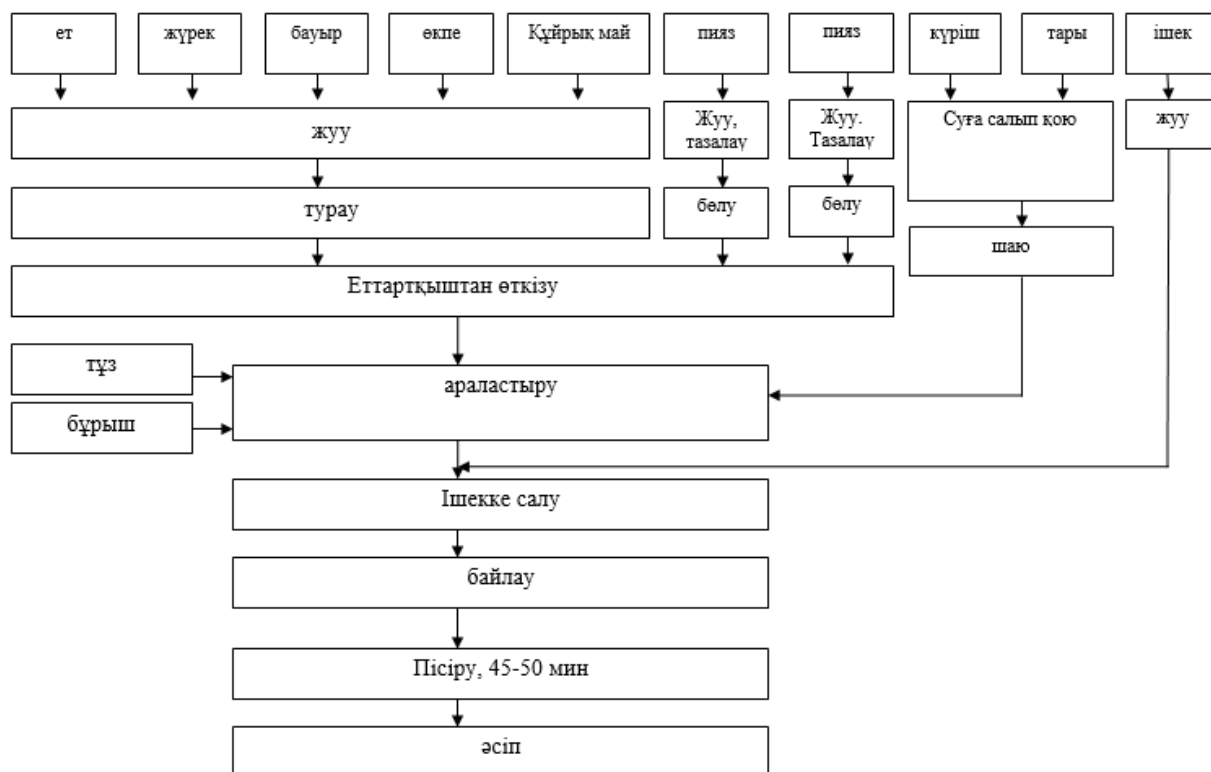 ет
жүрек
бауыр
өкпе
Құйрық май
пияз
пияз
күріш
тары
ішек
жуу
Жуу,
тазалау
Жуу.
Тазалау
Суға салып қою
жуу
турау
бөлу
бөлу
шаю
Еттартқыштан өткізу
тұз
араластыру
бұрыш
Ішекке салу
байлау
Пісіру, 45-50 мин
әсіп